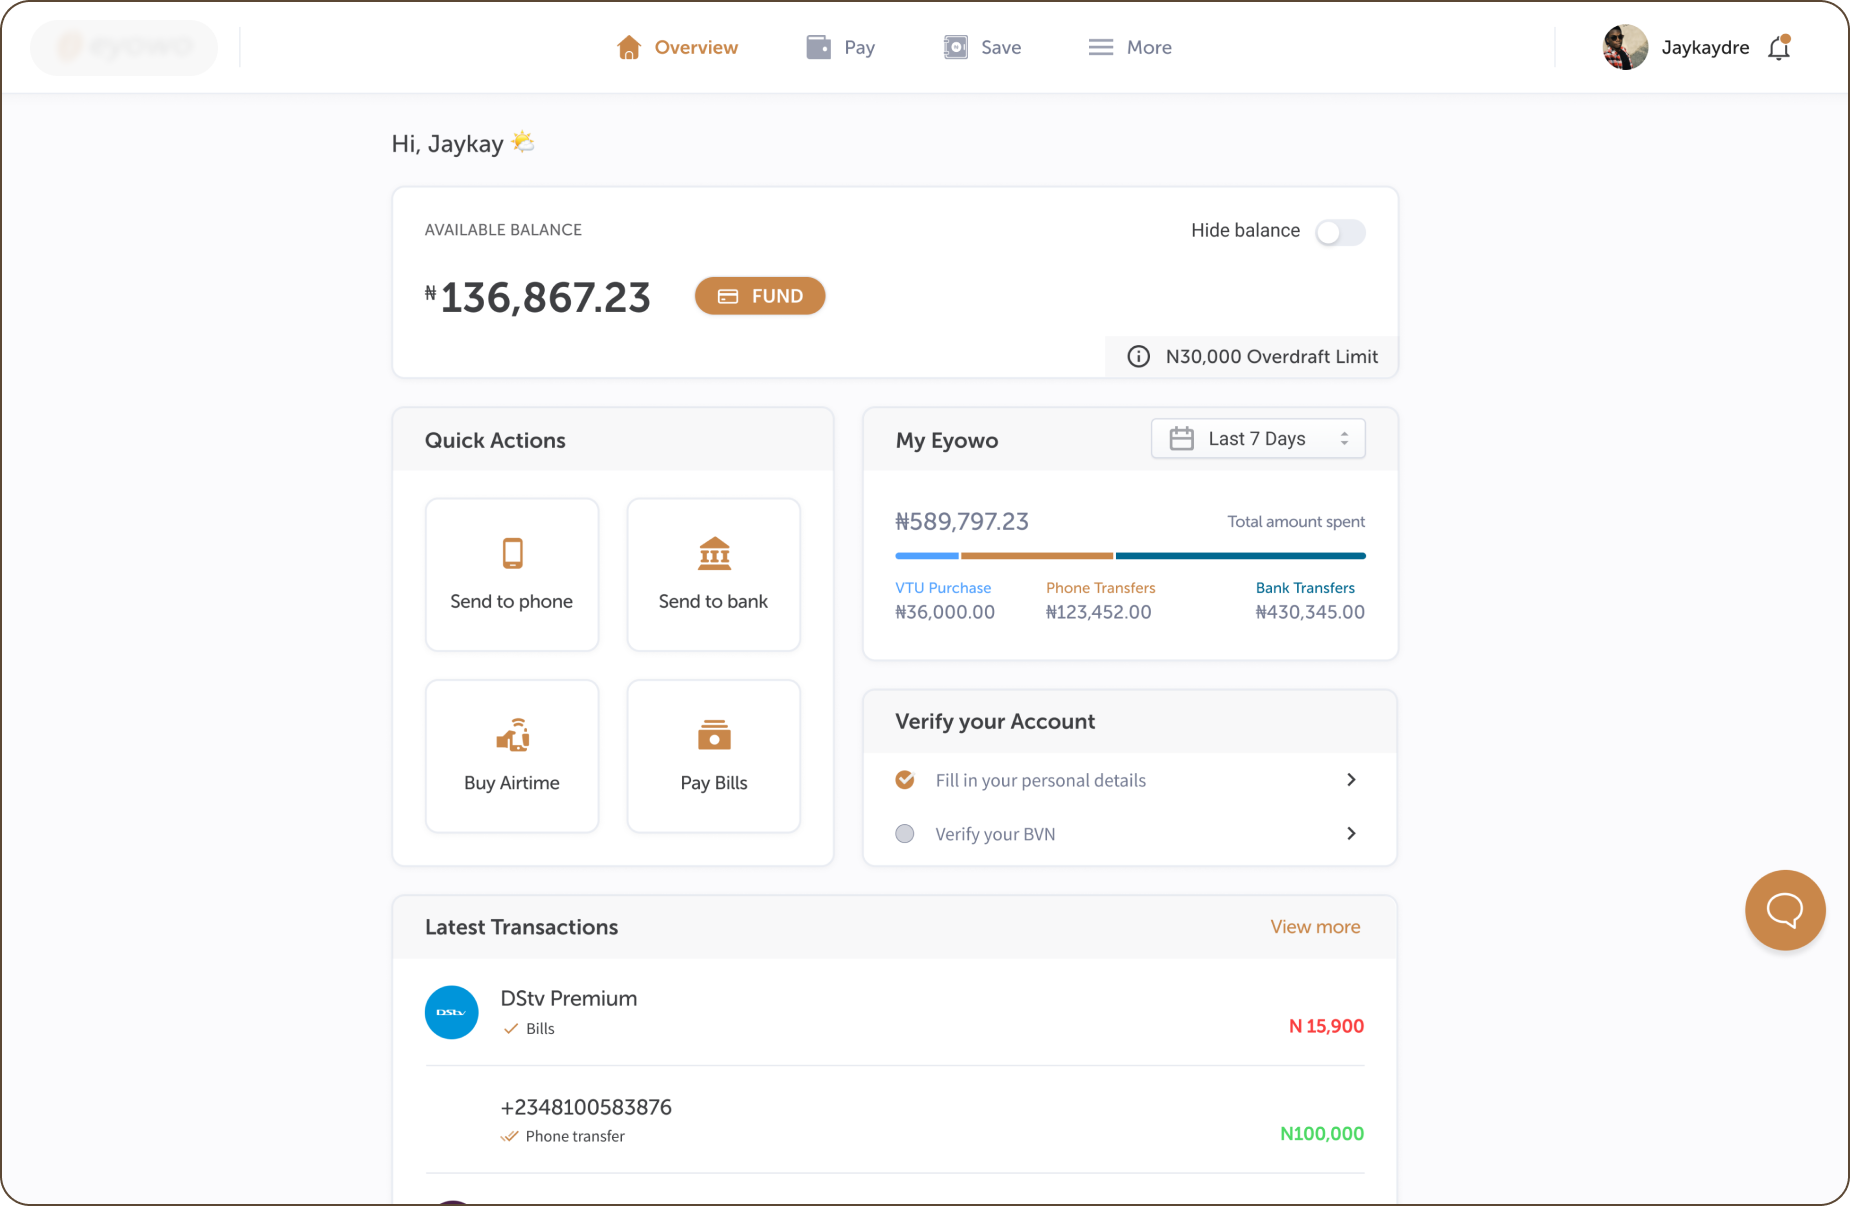 eyowo
Overview
Pay
Save
More
Jaykaydre
Hi, Jaykay
AVAILABLE BALANCE
Hide balance
₦136,867.23
FUND
N30,000 Overdraft Limit
Quick Actions
Send to phone
Send to bank
Buy Airtime
Pay Bills
My Eyowo
Last 7 Days
₦589,797.23
Total amount spent
VTU Purchase
Phone Transfers
Bank Transfers
₦36,000.00
₦123,452.00
₦430,345.00
Verify your Account
Fill in your personal details
Verify your BVN
Latest Transactions
View more
DStv
DStv Premium
Bills
N 15,900
+2348100583876
Phone transfer
N100,000